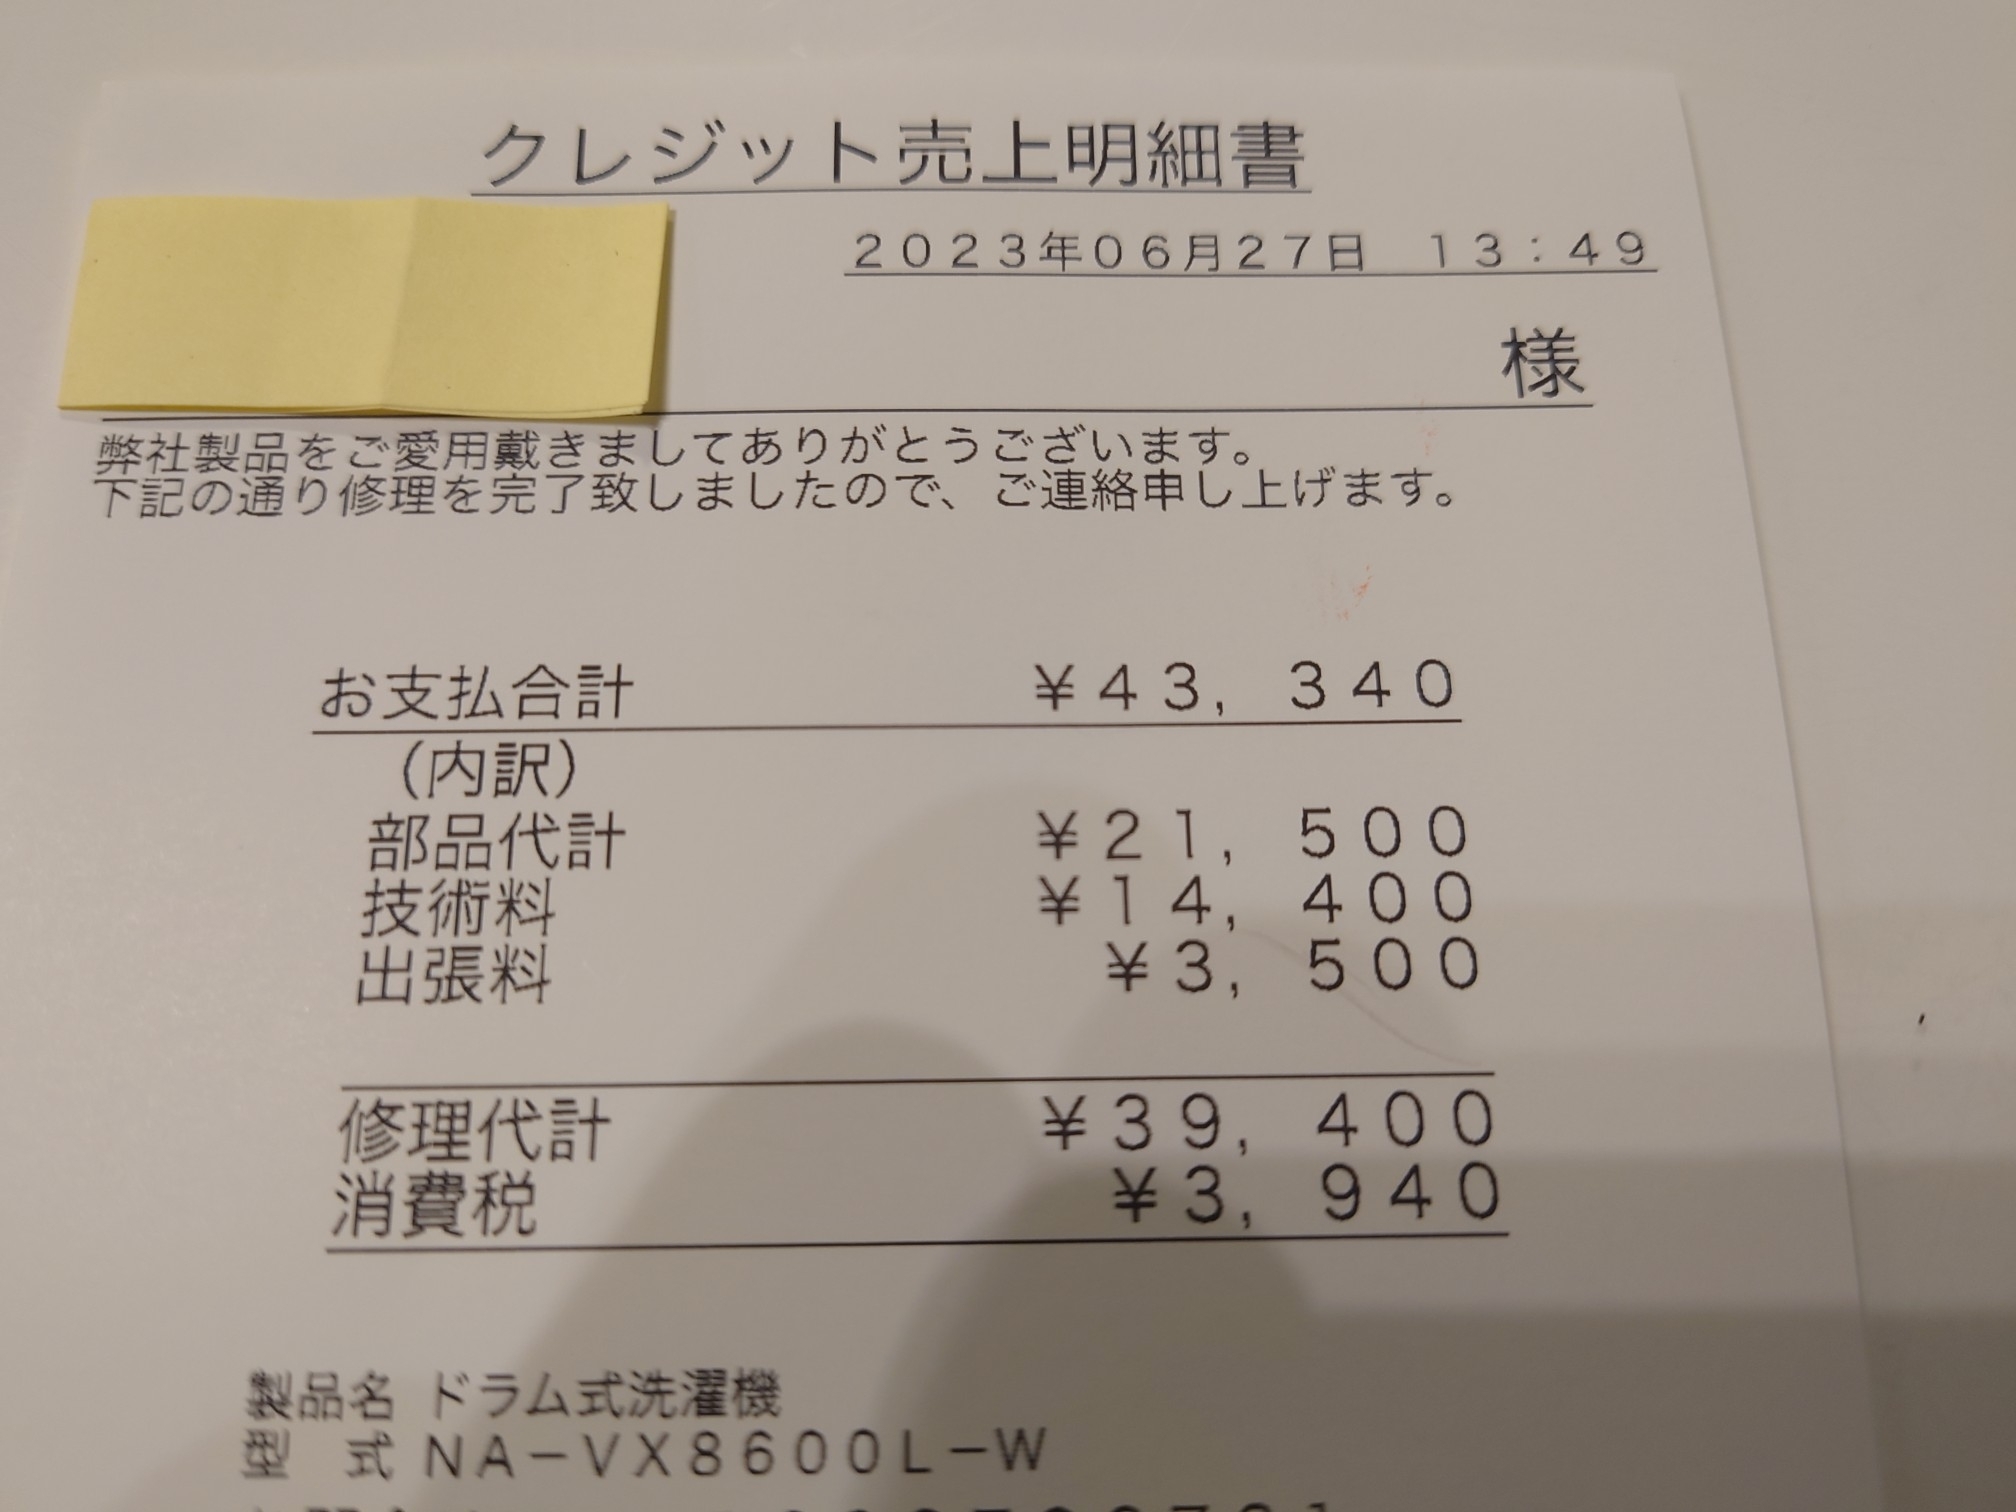 クレジット売上明細書
２０２３年０６月２７日　１３：４９
様
弊社製品をご愛用戴きましてありがとうございます。
下記の通り修理を完了致しましたので、ご連絡申し上げます。
お支払合計　¥４３，３４０
（内訳）
部品代計　¥２１，５００
技術料　¥１４，４００
出張料　¥３，５００
修理代計　¥３９，４００
消費税　¥３，９４０
製品名　ドラム式洗濯機
型　式　ＮＡ－ＶＸ８６００Ｌ－Ｗ